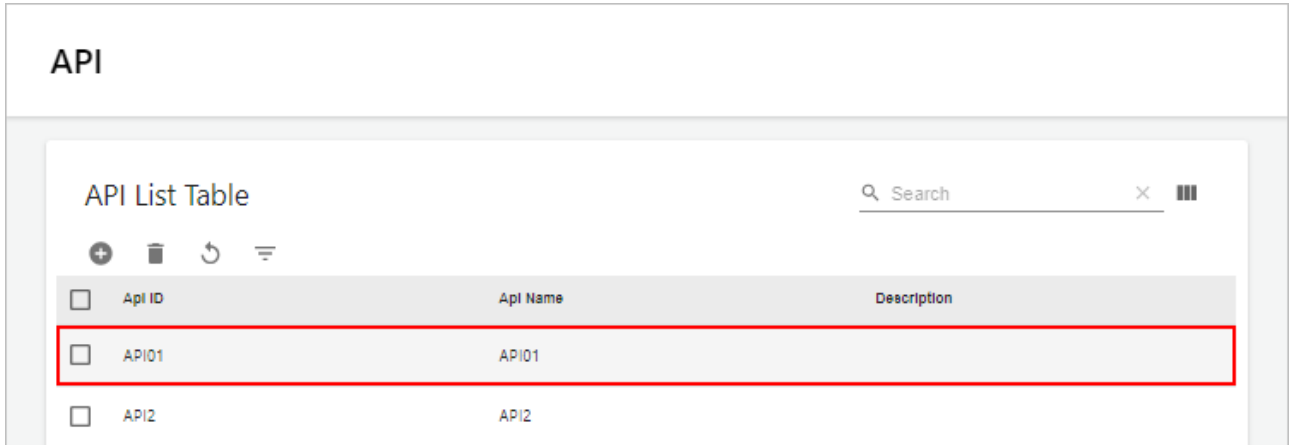 API
API List Table
Search
Api ID Api Name Description
API01 API01
API2 API2